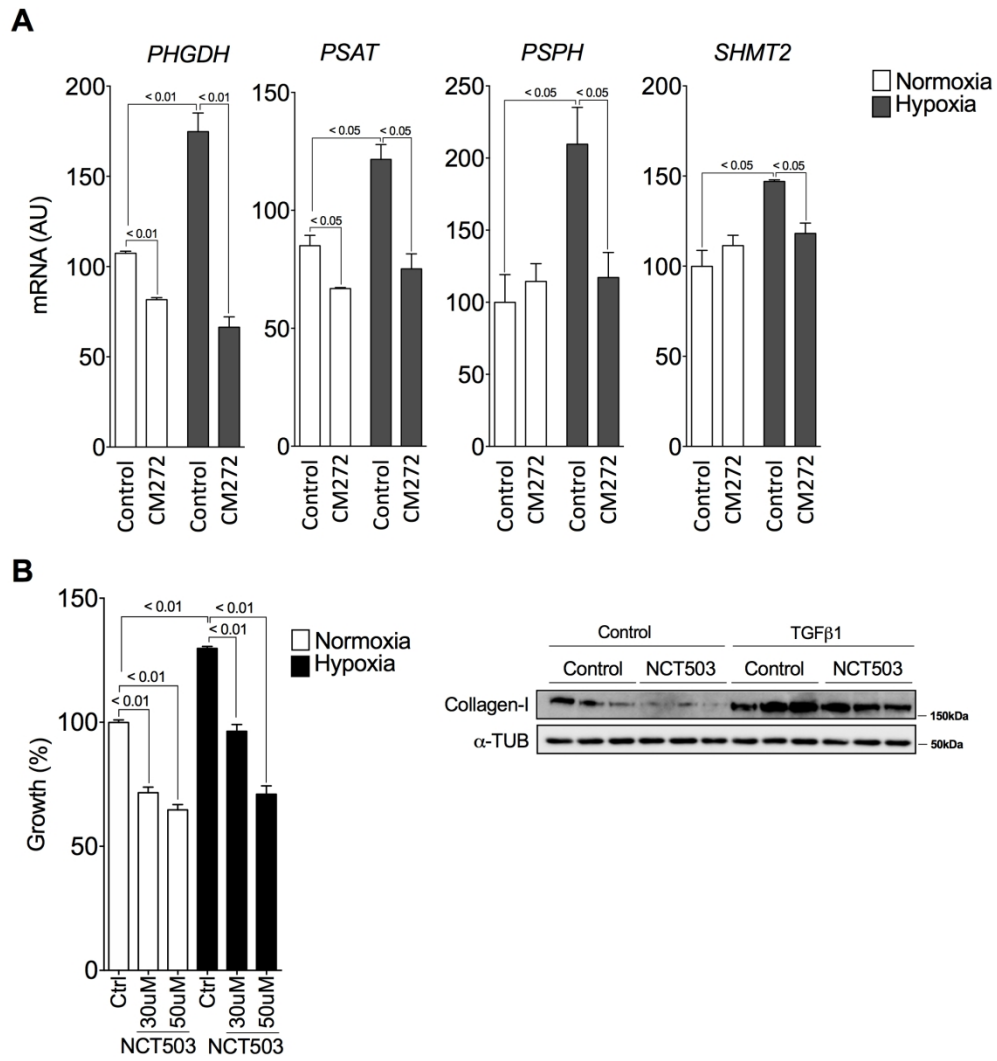 A
PHGDH
PSAT
PSPH
SHMT2
Normoxia
Hypoxia
mRNA (AU)
200
150
100
50
0
< 0.01
< 0.01
< 0.01
Control
CM272
Control
CM272
150
100
50
0
< 0.05
< 0.05
< 0.05
Control
CM272
Control
CM272
250
200
150
100
50
0
< 0.05
< 0.05
Control
CM272
Control
CM272
200
150
100
50
0
< 0.05
< 0.05
Control
CM272
Control
CM272
B
Growth (%)
150
100
50
0
< 0.01
< 0.01
< 0.01
< 0.01
< 0.01
Normoxia
Hypoxia
Ctrl
30uM
50uM
Ctrl
30uM
50uM
NCT503 NCT503
Control TGFβ1
Control NCT503 Control NCT503
Collagen-I
150kDa
α-TUB
50kDa